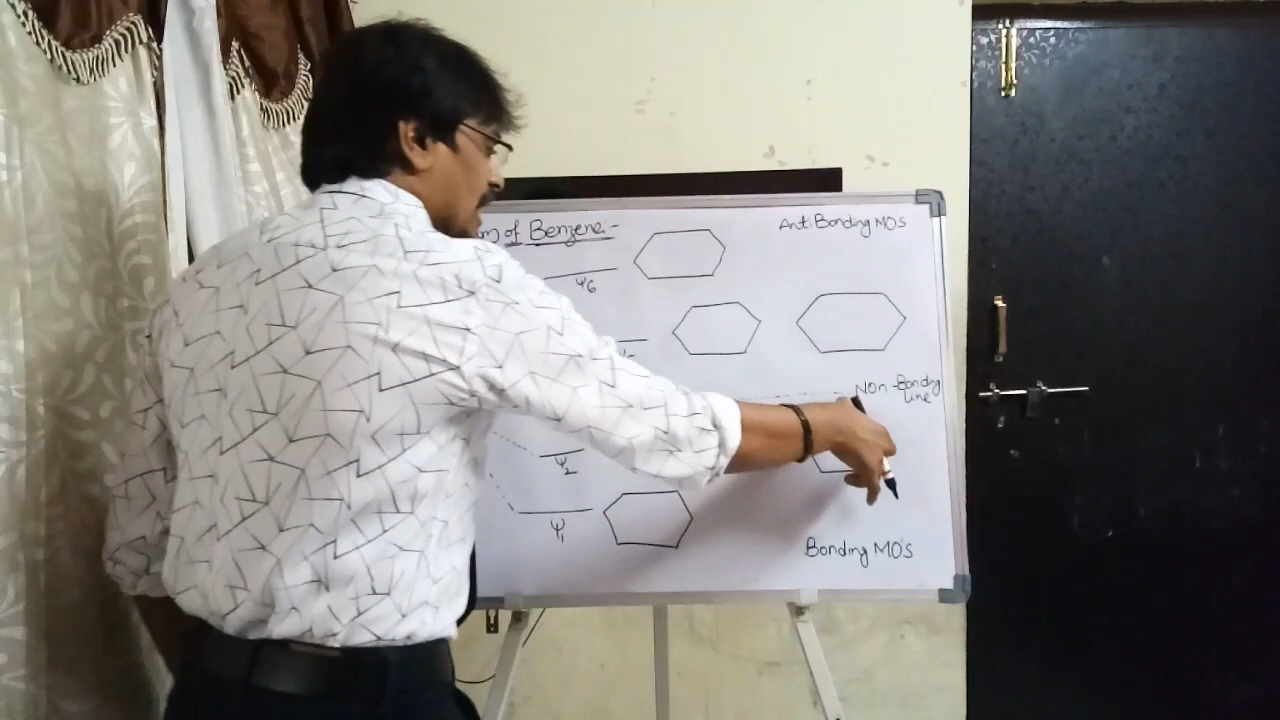 of Benzene:-
Anti Bonding MO's
Ψ6
Non-Bonding
Line
Ψ2
Ψ1
Bonding MO's